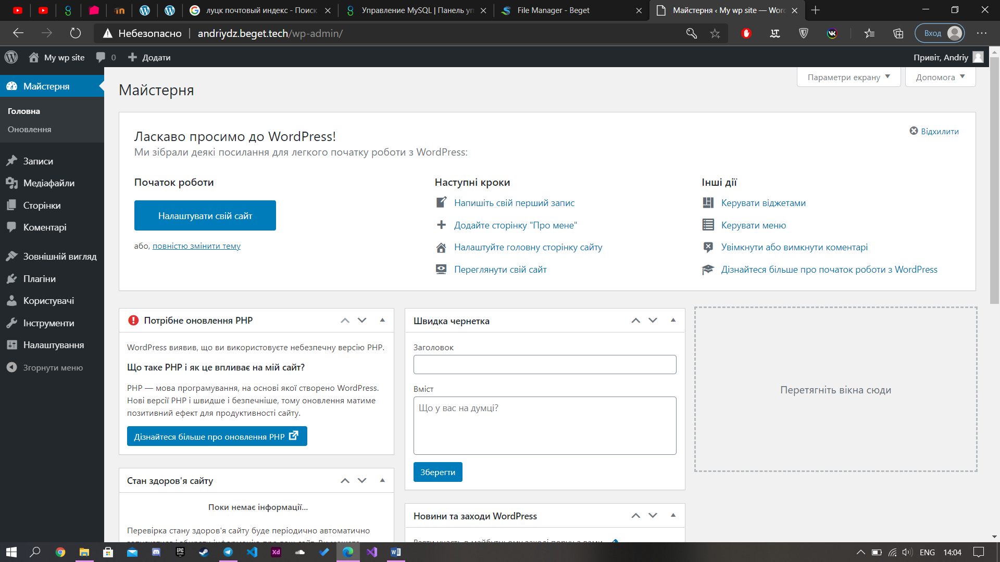 луцк почтовый индекс - Поиск
Управление MySQL | Панель уп
File Manager - Beget
Майстерня ‹ My wp site — Wor
Небезопасно
andriydz.beget.tech/wp-admin/
Вход
My wp site
0
Додати
Привіт, Andriy
Майстерня
Головна
Оновлення
Записи
Медіафайли
Сторінки
Коментарі
Зовнішній вигляд
Плагіни
Користувачі
Інструменти
Налаштування
Згорнути меню
Параметри екрану
Допомога
Майстерня
Ласкаво просимо до WordPress!
Відхилити
Ми зібрали деякі посилання для легкого початку роботи з WordPress:
Початок роботи
Налаштувати свій сайт
або, повністю змінити тему
Наступні кроки
Напишіть свій перший запис
Додайте сторінку "Про мене"
Налаштуйте головну сторінку сайту
Переглянути свій сайт
Інші дії
Керувати віджетами
Керувати меню
Увімкнути або вимкнути коментарі
Дізнайтеся більше про початок роботи з WordPress
Потрібне оновлення PHP
WordPress виявив, що ви використовуєте небезпечну версію PHP.
Що таке PHP і як це впливає на мій сайт?
PHP — мова програмування, на основі якої створено WordPress.
Нові версії PHP і швидше і безпечніше, тому оновлення матиме
позитивний ефект для продуктивності сайту.
Дізнайтеся більше про оновлення PHP
Стан здоров'я сайту
Поки немає інформації...
Перевірка стану здоров'я сайту буде періодично автоматично
Швидка чернетка
Заголовок
Вміст
Що у вас на думці?
Зберегти
Новини та заходи WordPress
Взяти участь в майбутньому заході поруч з вами.
Перетягніть вікна сюди
ENG
14:04